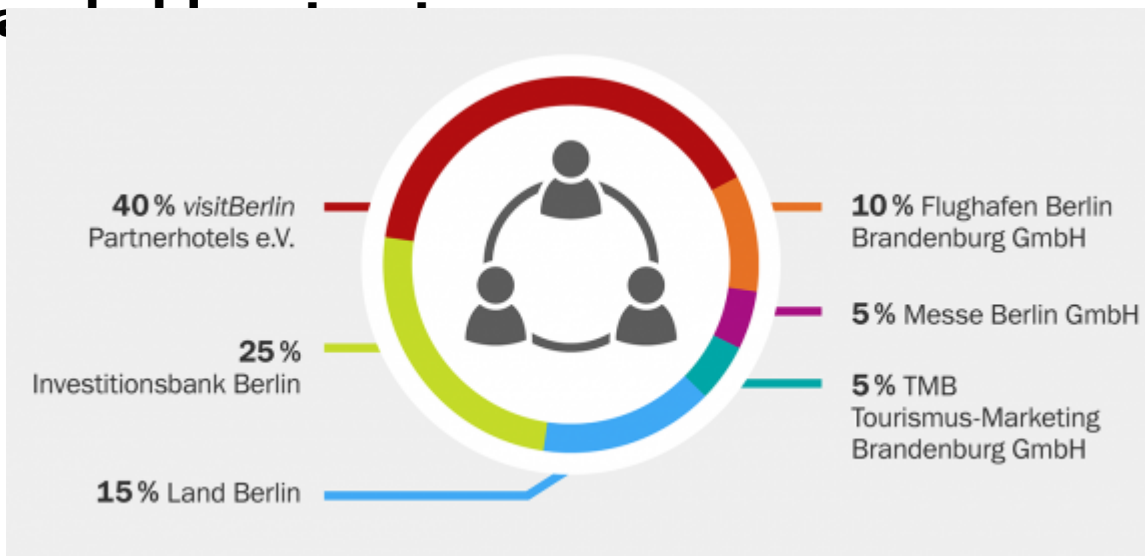 40 % visitBerlin
Partnerhotels e.V.
25 %
Investitionsbank Berlin
15 % Land Berlin
10 % Flughafen Berlin
Brandenburg GmbH
5 % Messe Berlin GmbH
5 % TMB
Tourismus-Marketing
Brandenburg GmbH